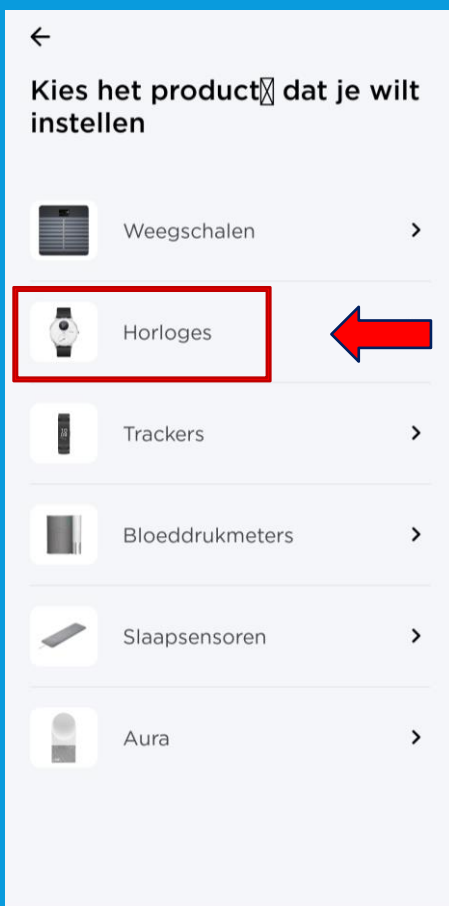 Kies het product dat je wilt
instellen
Weegschalen
Horloges
Trackers
Bloeddrukmeters
Slaapsensoren
Aura